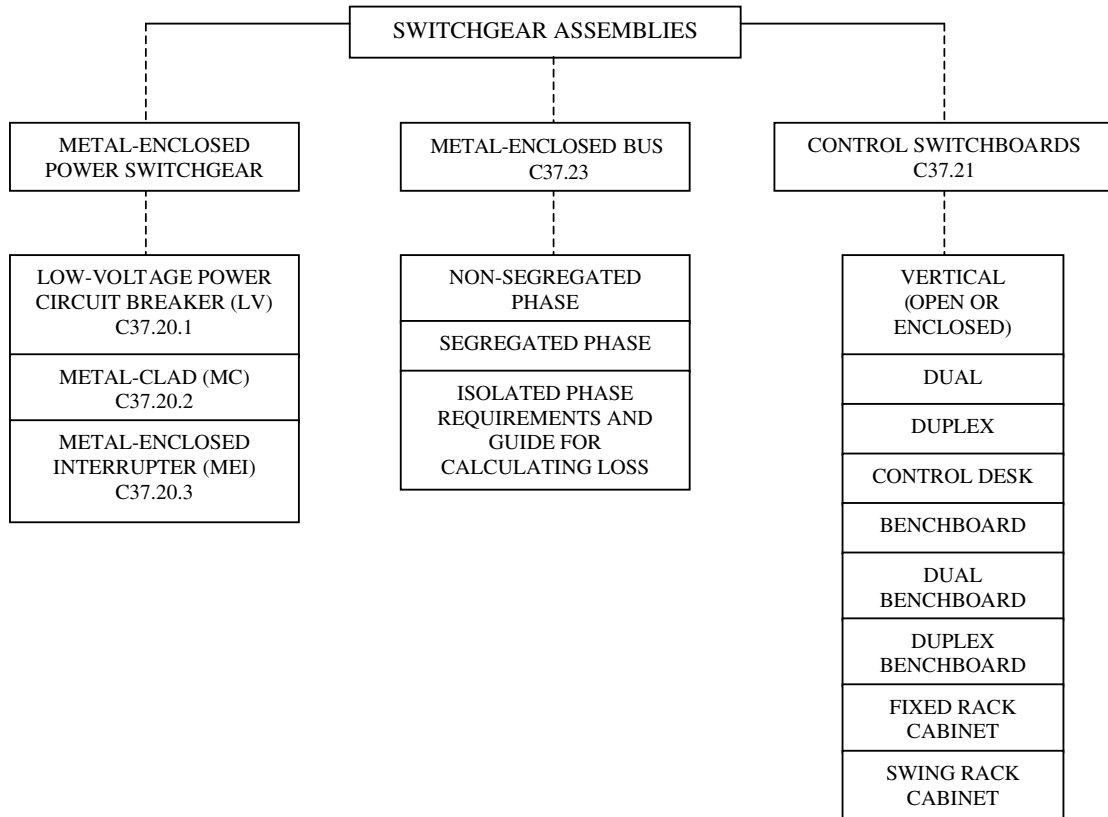 SWITCHGEAR ASSEMBLIES
METAL-ENCLOSED
POWER SWITCHGEAR
METAL-ENCLOSED BUS
C37.23
CONTROL SWITCHBOARDS
C37.21
LOW-VOLTAGE POWER
CIRCUIT BREAKER (LV)
C37.20.1
METAL-CLAD (MC)
C37.20.2
METAL-ENCLOSED
INTERRUPTER (MEI)
C37.20.3
NON-SEGREGATED
PHASE
SEGREGATED PHASE
ISOLATED PHASE
REQUIREMENTS AND
GUIDE FOR
CALCULATING LOSS
VERTICAL
(OPEN OR
ENCLOSED)
DUAL
DUPLEX
CONTROL DESK
BENCHBOARD
DUAL
BENCHBOARD
DUPLEX
BENCHBOARD
FIXED RACK
CABINET
SWING RACK
CABINET